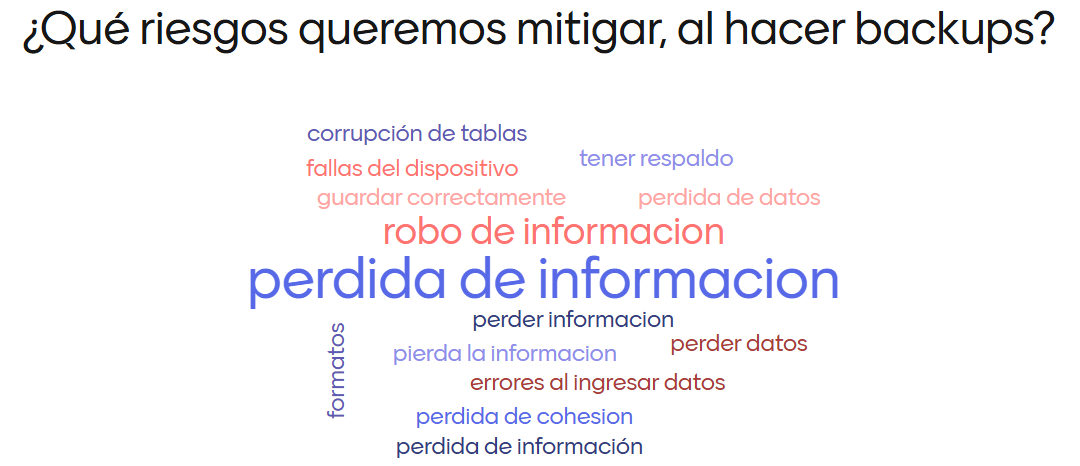 ¿Qué riesgos queremos mitigar, al hacer backups?
corrupción de tablas
tener respaldo
fallas del dispositivo
guardar correctamente
perdida de datos
robo de informacion
perdida de informacion
perder informacion
perder datos
formatos
pierda la informacion
errores al ingresar datos
perdida de cohesion
perdida de información